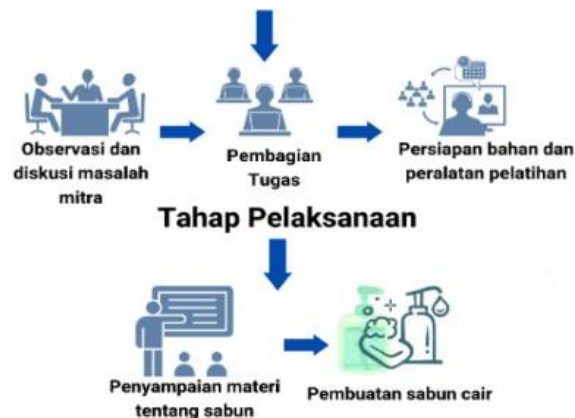 Observasi dan
diskusi masalah
mitra
Pembagian
Tugas
Persiapan bahan dan
peralatan pelatihan
Tahap Pelaksanaan
Penyampaian materi
tentang sabun
Pembuatan sabun cair